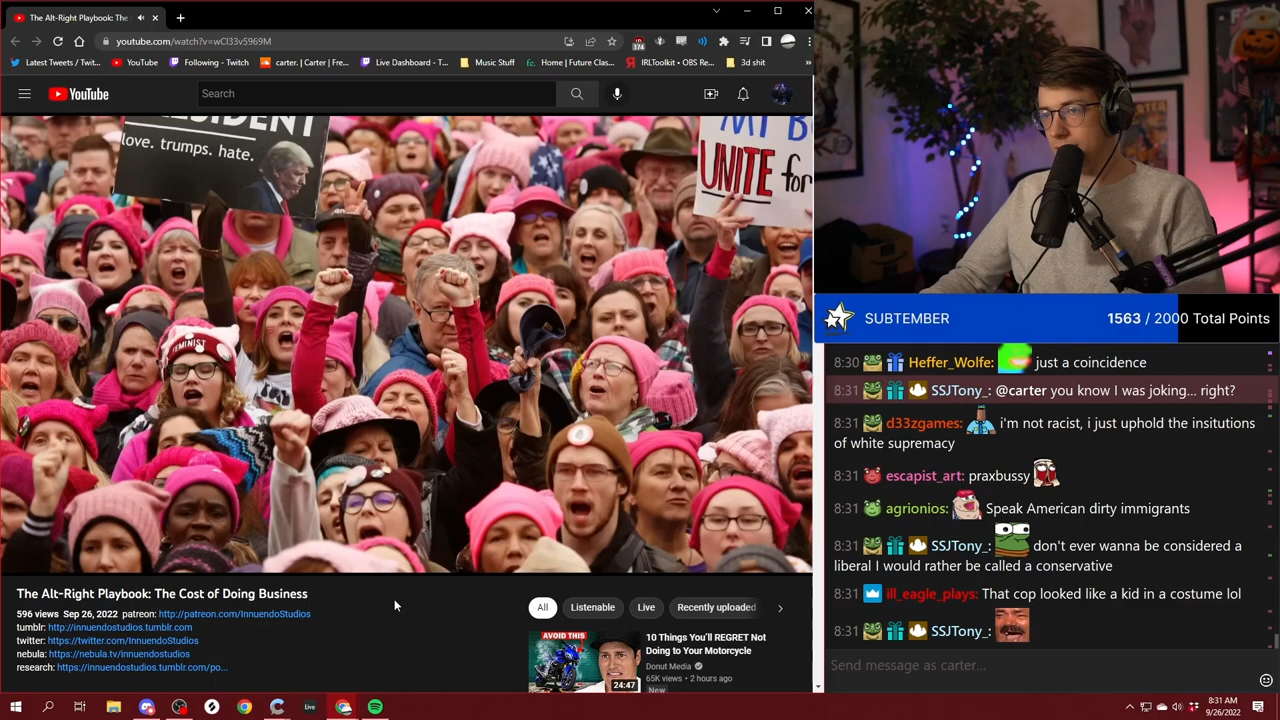 The Alt-Right Playbook: The
youtube.com/watch?v=wCl33v5969M
374
Latest Tweets / Twit...
YouTube
Following - Twitch
carter. | Carter | Fre...
Live Dashboard - T...
Music Stuff
Home | Future Clas...
IRLToolkit • OBS Re...
3d shit
»
YouTube
Search
love. trumps. hate.
UNITE for
FEMINIST
The Alt-Right Playbook: The Cost of Doing Business
596 views Sep 26, 2022 patreon: http://patreon.com/InnuendoStudios
tumblr: http://innuendostudios.tumblr.com
twitter: https://twitter.com/InnuendoStudios
nebula: https://nebula.tv/innuendostudios
research: https://innuendostudios.tumblr.com/po...
All
Listenable
Live
Recently uploaded
AVOID THIS
24:47
10 Things You'll REGRET Not
Doing to Your Motorcycle
Donut Media
65K views • 2 hours ago
New
SUBTEMBER
1563 / 2000 Total Points
8:30 Heffer_Wolfe: just a coincidence
8:31 SSJTony_: @carter you know I was joking... right?
8:31 d33zgames: i'm not racist, i just uphold the insitutions
of white supremacy
8:31 escapist_art: praxbussy
8:31 agrionios: Speak American dirty immigrants
8:31 SSJTony_: don't ever wanna be considered a
liberal I would rather be called a conservative
8:31 ill_eagle_plays: That cop looked like a kid in a costume lol
8:31 SSJTony_:
Send message as carter...
Live
8:31 AM
9/26/2022